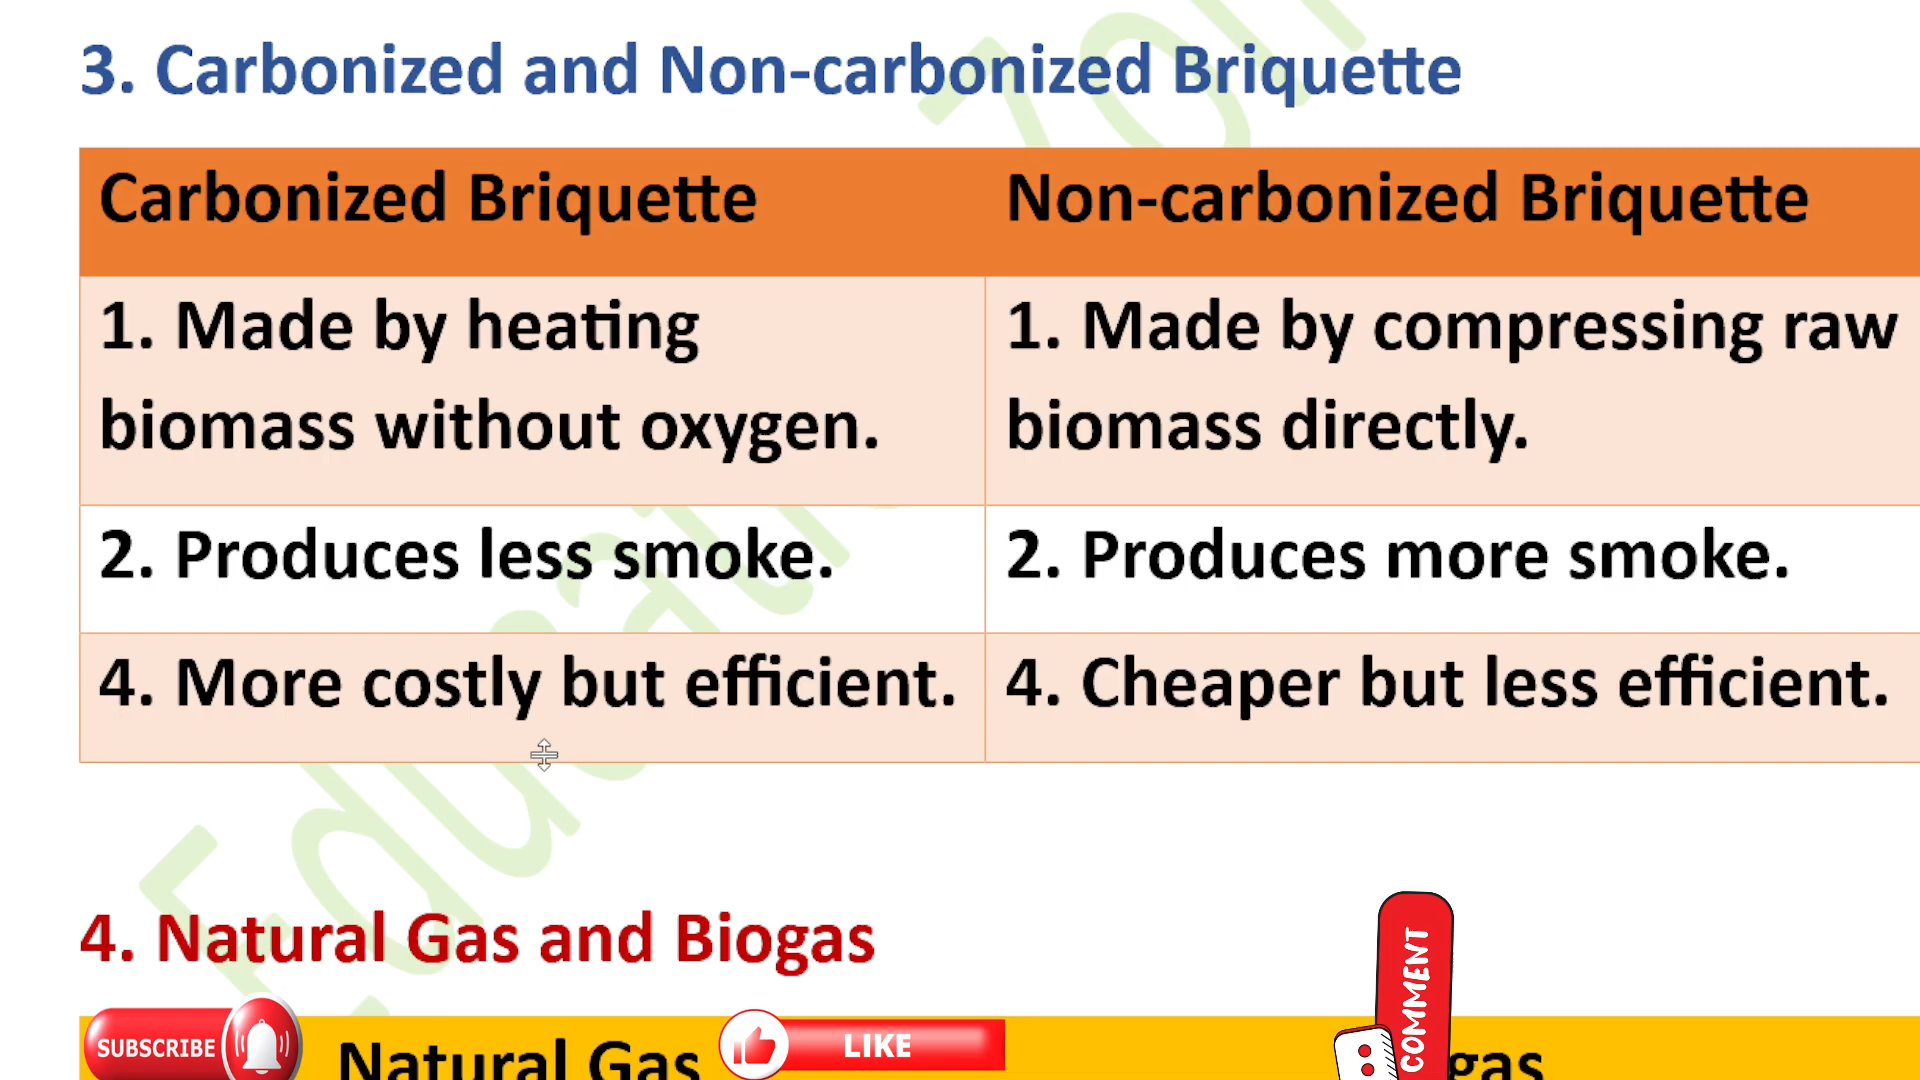 3. Carbonized and Non-carbonized Briquette
Carbonized Briquette
Non-carbonized Briquette
1. Made by heating
biomass without oxygen.
1. Made by compressing raw
biomass directly.
2. Produces less smoke.
2. Produces more smoke.
4. More costly but efficient.
4. Cheaper but less efficient.
4. Natural Gas and Biogas
Natural Gas
gas
SUBSCRIBE
LIKE
COMMENT